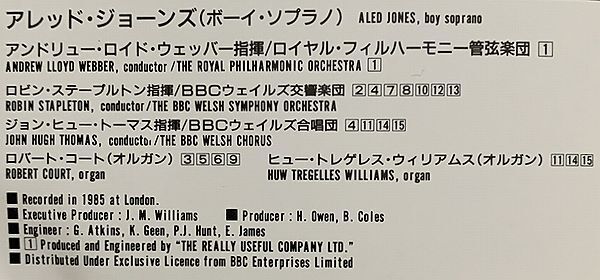 アレッド・ジョーンズ(ボーイ・ソプラノ) ALED JONES, boy soprano
アンドリュー・ロイド・ウェッバー指揮/ロイヤル・フィルハーモニー管弦楽団 1
ANDREW LLOYD WEBBER, conductor/THE ROYAL PHILHARMONIC ORCHESTRA 1
ロビン・ステープルトン指揮/BBCウェイルズ交響楽団 2 4 7 8 10 12 13
ROBIN STAPLETON, conductor/THE BBC WELSH SYMPHONY ORCHESTRA
ジョン・ヒュー・トーマス指揮/BBCウェイルズ合唱団 4 11 14 15
JOHN HUGH THOMAS, conductor/THE BBC WELSH CHORUS
ロバート・コート(オルガン) 3 5 6 9 ヒュー・トレゲレス・ウィリアムス(オルガン) 11 14 15
ROBERT COURT, organ HUW TREGELLES WILLIAMS, organ
■ Recorded in 1985 at London.
■ Executive Producer : J. M. Williams ■ Producer : H. Owen, B. Coles
■ Engineer : G. Atkins, K. Geen, P.J. Hunt, E. James
■ 1 Produced and Engineered by "THE REALLY USEFUL COMPANY LTD."
■ Distributed Under Exclusive Licence from BBC Enterprises Limited